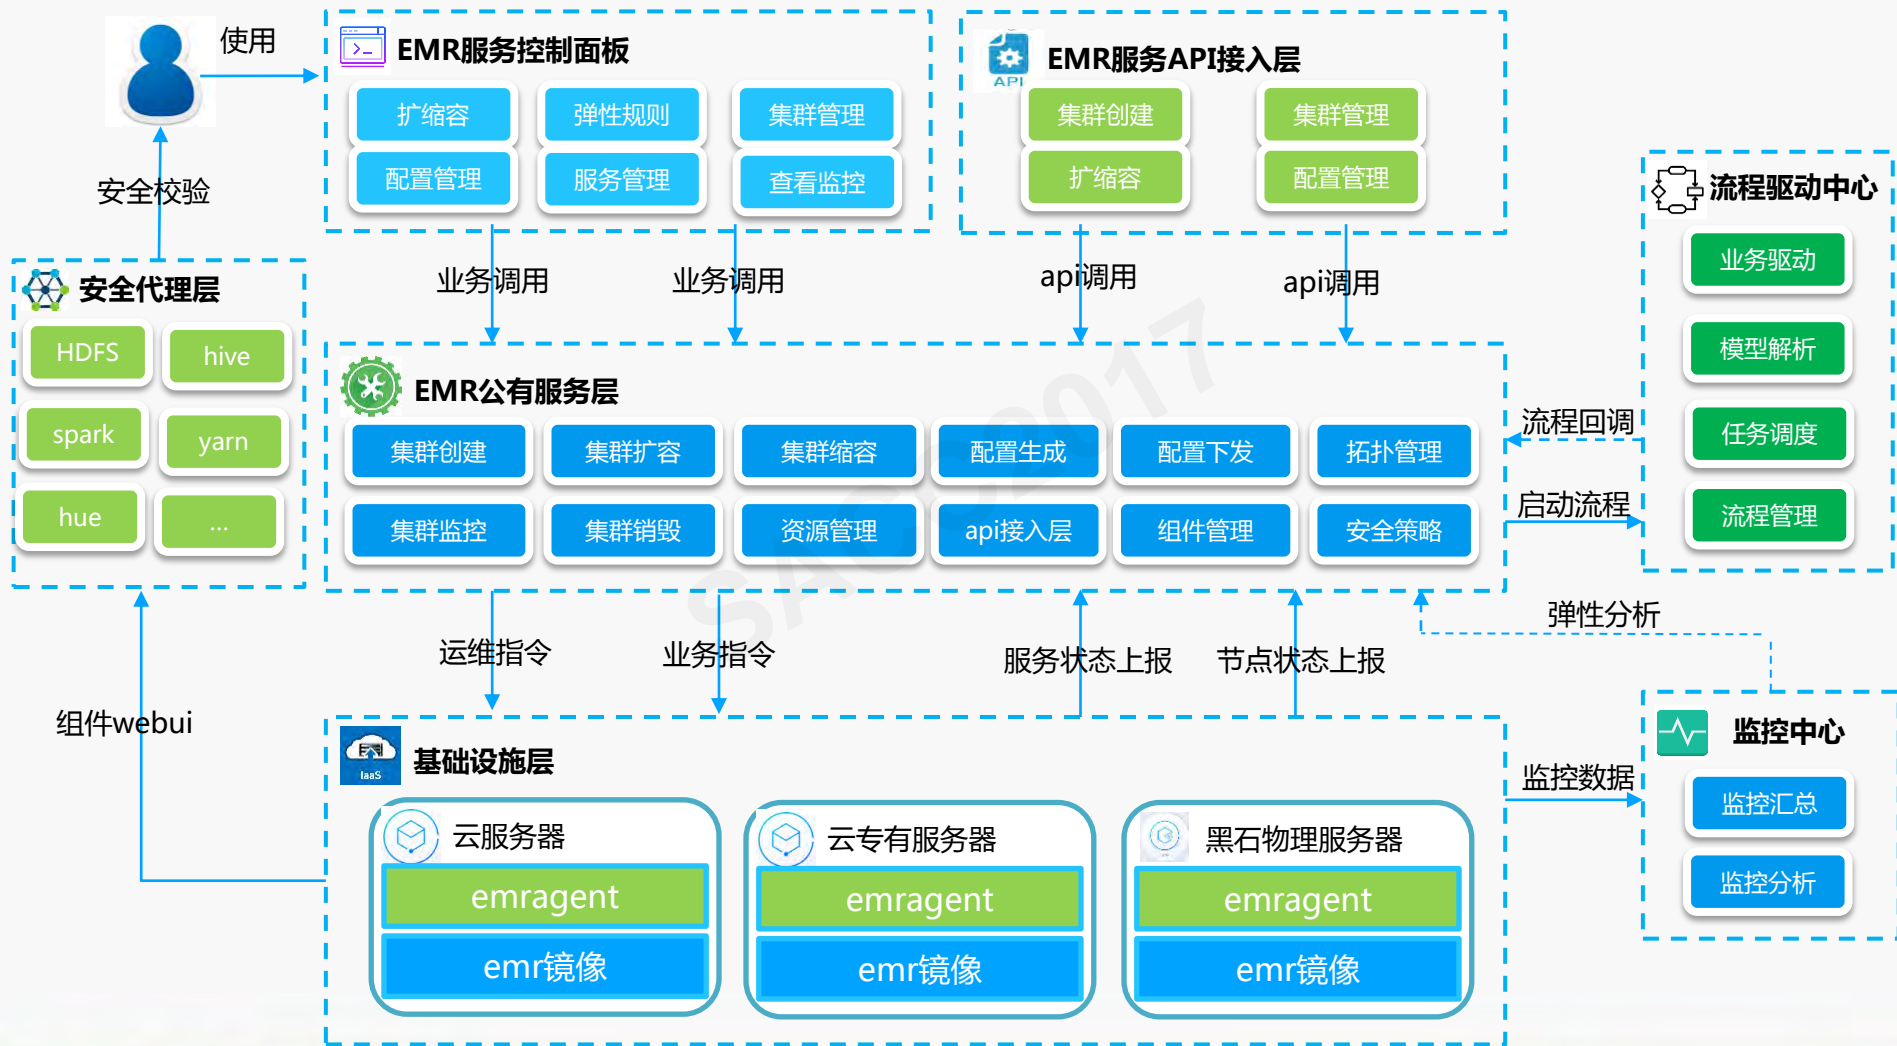 使用
EMR服务控制面板
扩缩容
弹性规则
集群管理
配置管理
服务管理
查看监控
API
EMR服务API接入层
集群创建
集群管理
扩缩容
配置管理
安全校验
业务调用
业务调用
api调用
api调用
流程驱动中心
业务驱动
模型解析
任务调度
流程管理
安全代理层
HDFS
hive
spark
yarn
hue
...
EMR公有服务层
集群创建
集群扩容
集群缩容
配置生成
配置下发
拓扑管理
集群监控
集群销毁
资源管理
api接入层
组件管理
安全策略
SACC2017
流程回调
启动流程
运维指令
业务指令
服务状态上报
节点状态上报
弹性分析
组件webui
IaaS
基础设施层
云服务器
emragent
emr镜像
云专有服务器
emragent
emr镜像
黑石物理服务器
emragent
emr镜像
监控数据
监控中心
监控汇总
监控分析